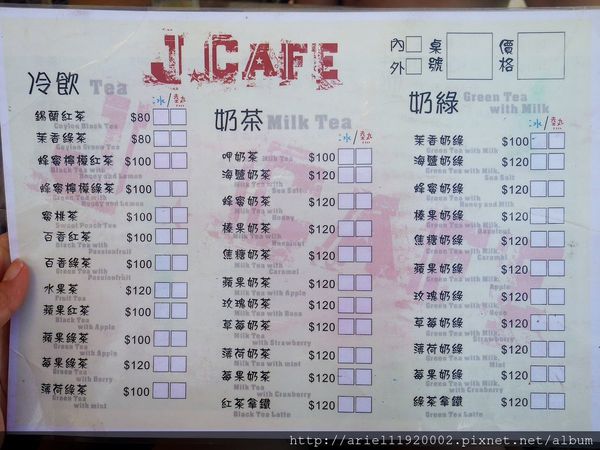 J.CAFE
內 桌 價
外 號 格
冷飲 Tea
冰/熱
錫蘭紅茶 $80
Ceylon Black Tea
茉香綠茶 $80
Ceylon Green Tea
蜂蜜檸檬紅茶 $100
Black Tea with
Honey and Lemon
蜂蜜檸檬綠茶 $100
Green Tea with
Honey and Lemon
蜜桃茶 $100
Sweet Peach Tea
百香紅茶 $100
Black Tea with
Passionfruit
百香綠茶 $100
Green Tea with
Passionfruit
水果茶 $120
Fruit Tea
蘋果紅茶 $100
Black Tea
with Apple
蘋果綠茶 $100
Green Tea
with Apple
莓果綠茶 $120
Green Tea
with Berry
薄荷綠茶 $100
Green Tea
with mint
奶茶 Milk Tea
冰/熱
呷奶茶 $100
Milk Tea
海鹽奶茶 $120
Milk Tea with
Sea Salt
蜂蜜奶茶 $120
Milk Tea with
Honey
榛果奶茶 $120
Milk Tea with
Hazelnut
焦糖奶茶 $120
Milk Tea with
Caramel
蘋果奶茶 $120
Milk Tea with Apple
玫瑰奶茶 $120
Milk Tea with Rose
草莓奶茶 $120
Milk Tea with
Strawberry
薄荷奶茶 $120
Milk Tea with mint
莓果奶茶 $120
Milk Tea
with Cranberry
紅茶拿鐵 $120
Black Tea Latte
奶綠 Green Tea
with Milk
冰/熱
茉香奶綠 $100
Green Tea with Milk
海鹽奶綠 $120
Green Tea with Milk,
Sea Salt
蜂蜜奶綠 $120
Green Tea with
Honey and Milk
榛果奶綠 $120
Green Tea with Milk,
Hazelnut
焦糖奶綠 $120
Green Tea with Milk,
Caramel
蘋果奶綠 $120
Green Tea with Milk,
Apple
玫瑰奶綠 $120
Green Tea with Milk,
Rose
草莓奶綠 $120
Green Tea with Milk,
Strawberry
薄荷奶綠 $120
Green Tea with Milk,
Mint
莓果奶綠 $120
Green Tea with Milk,
with Cranberry
綠茶拿鐵 $120
Green Tea Latte
http://ariel11920002.pixnet.net/album